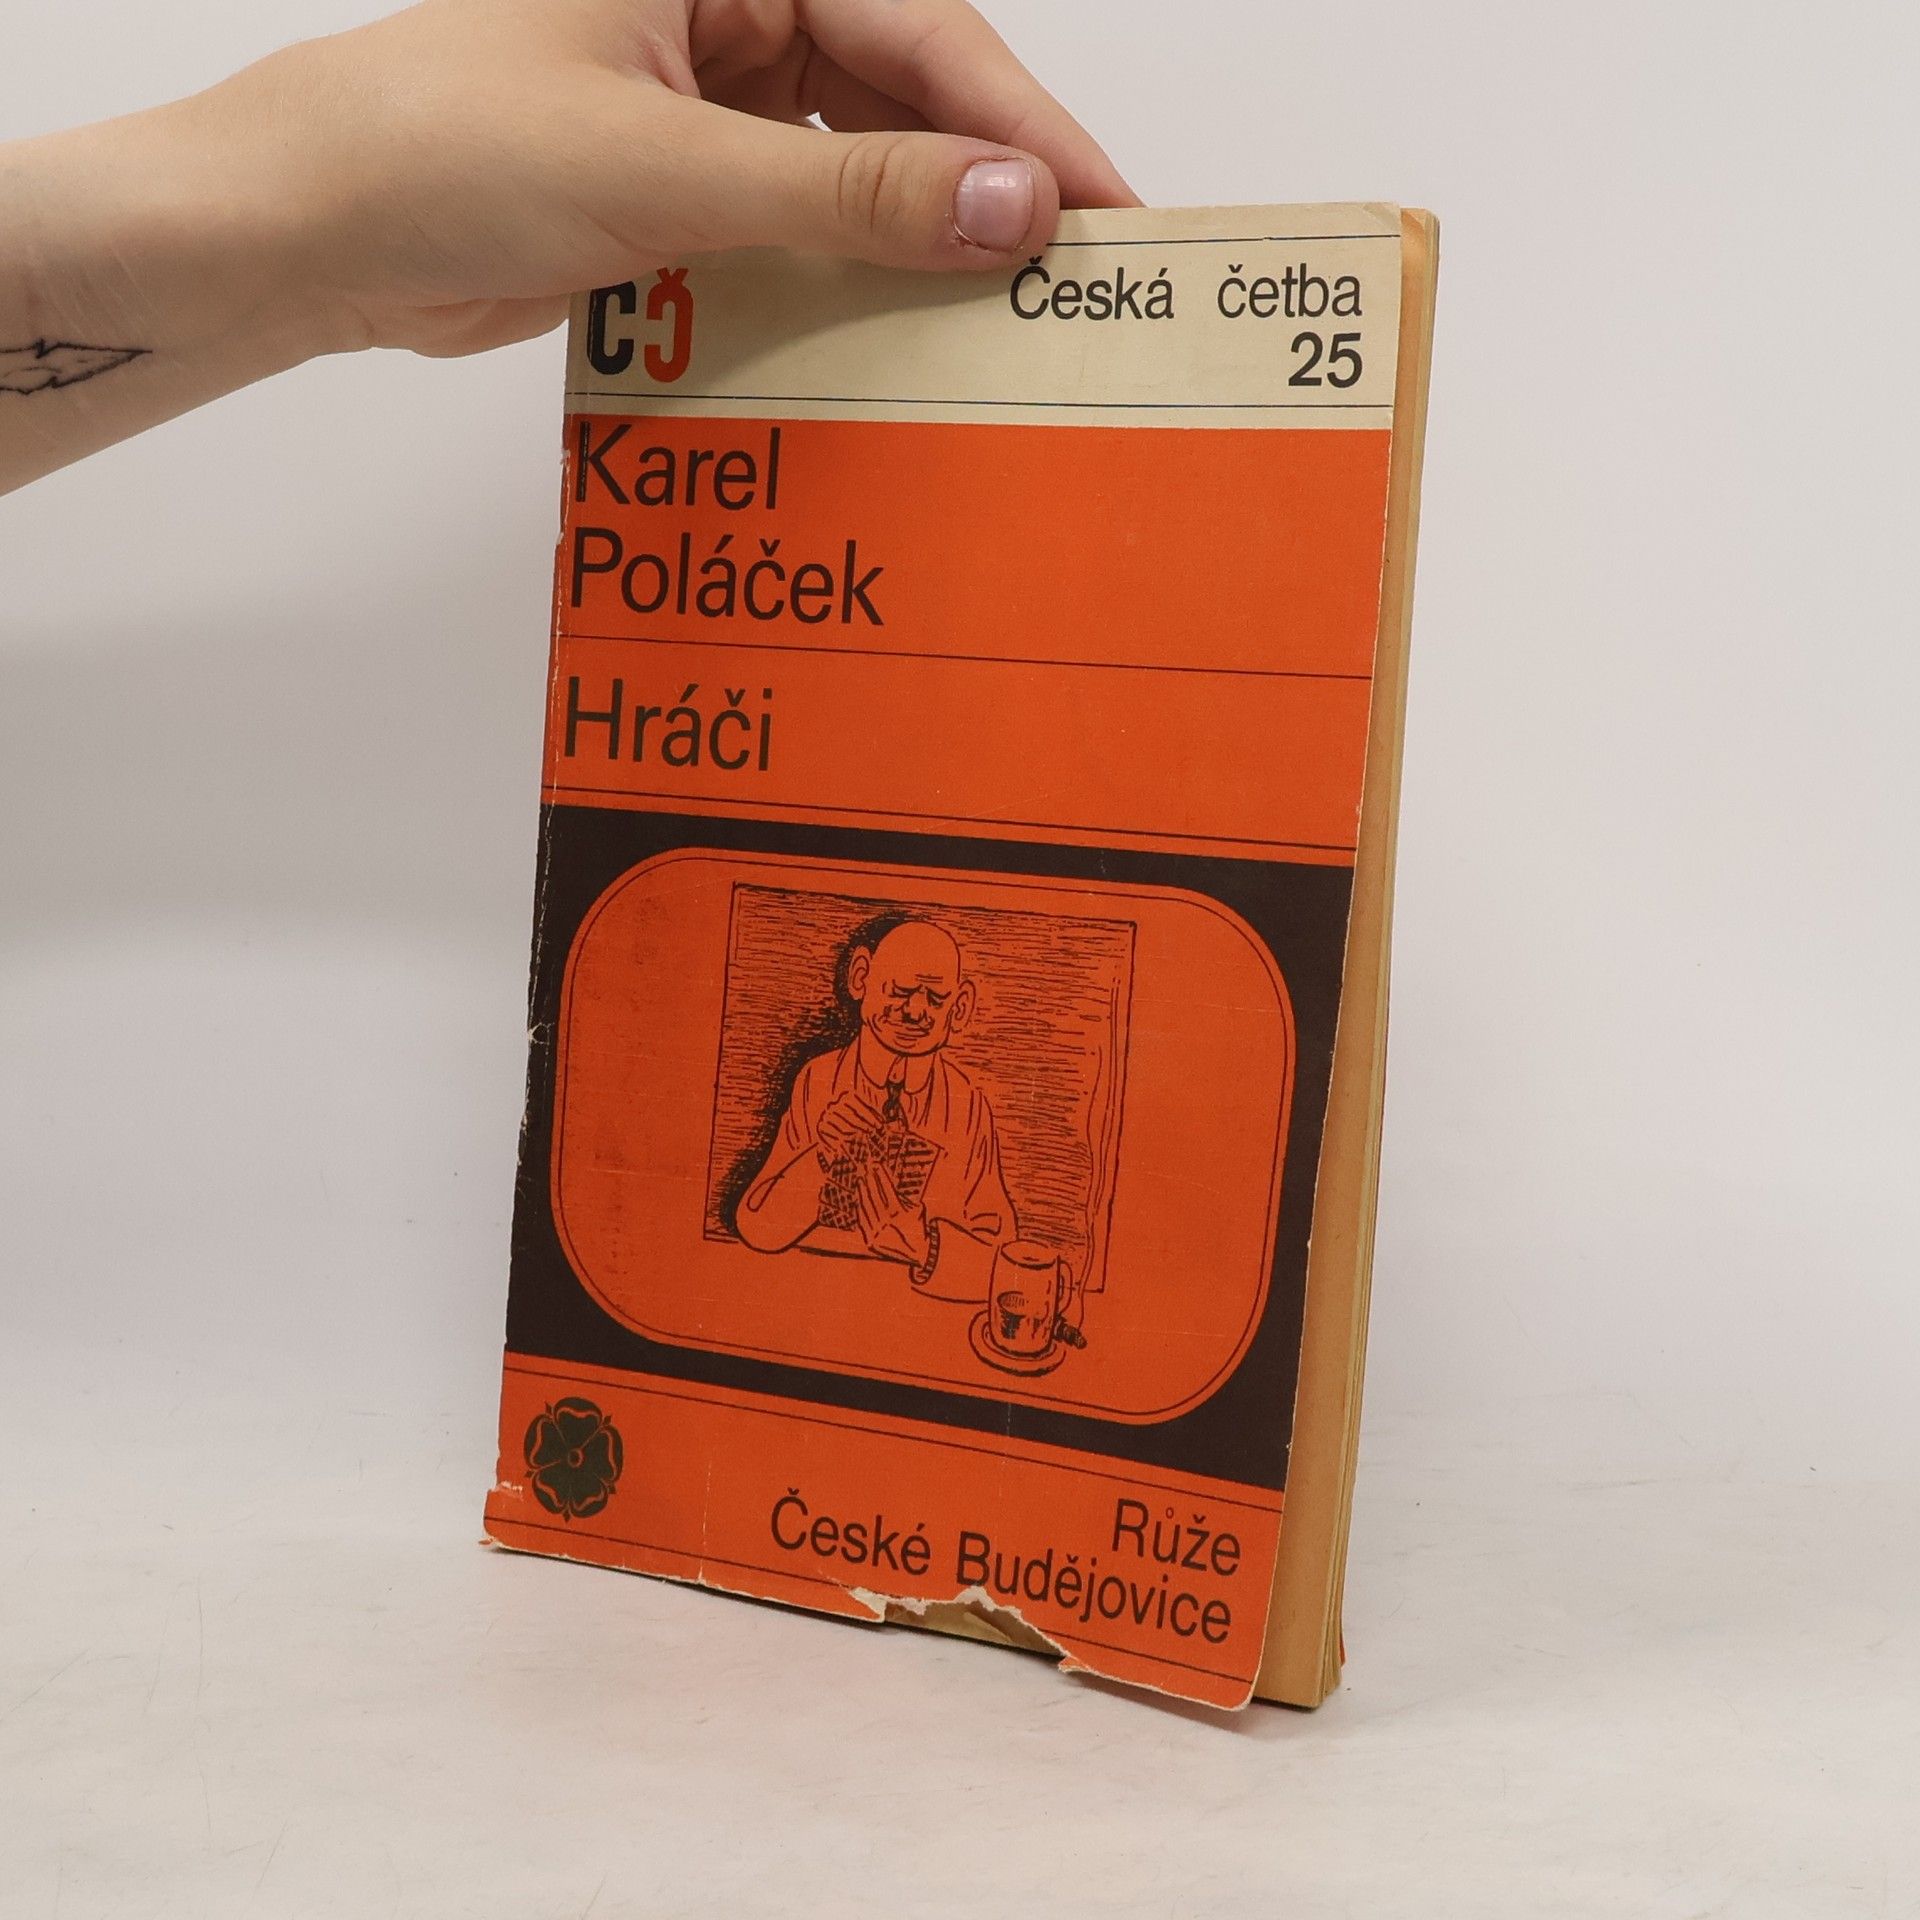 CČ
Česká četba
25
Karel
Poláček
Hráči
Růže
České Budějovice